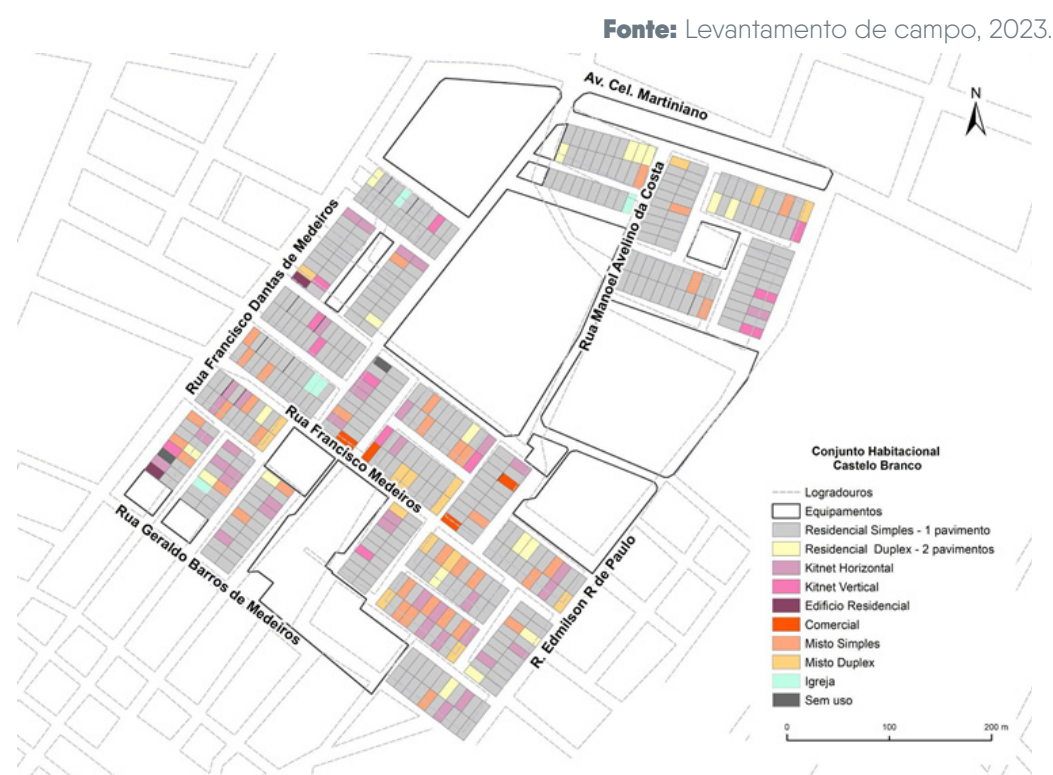 Fonte: Levantamento de campo, 2023.
Av. Cel. Martiniano
N
Rua Manoel Avelino da Costa
Rua Francisco Dantas de Medeiros
Rua Francisco Medeiros
Rua Geraldo Barros de Medeiros
R. Edmilson R de Paulo
Conjunto Habitacional
Castelo Branco
Logradouros
Equipamentos
Residencial Simples - 1 pavimento
Residencial Duplex - 2 pavimentos
Kitnet Horizontal
Kitnet Vertical
Edificio Residencial
Comercial
Misto Simples
Misto Duplex
Igreja
Sem uso
0 200 m